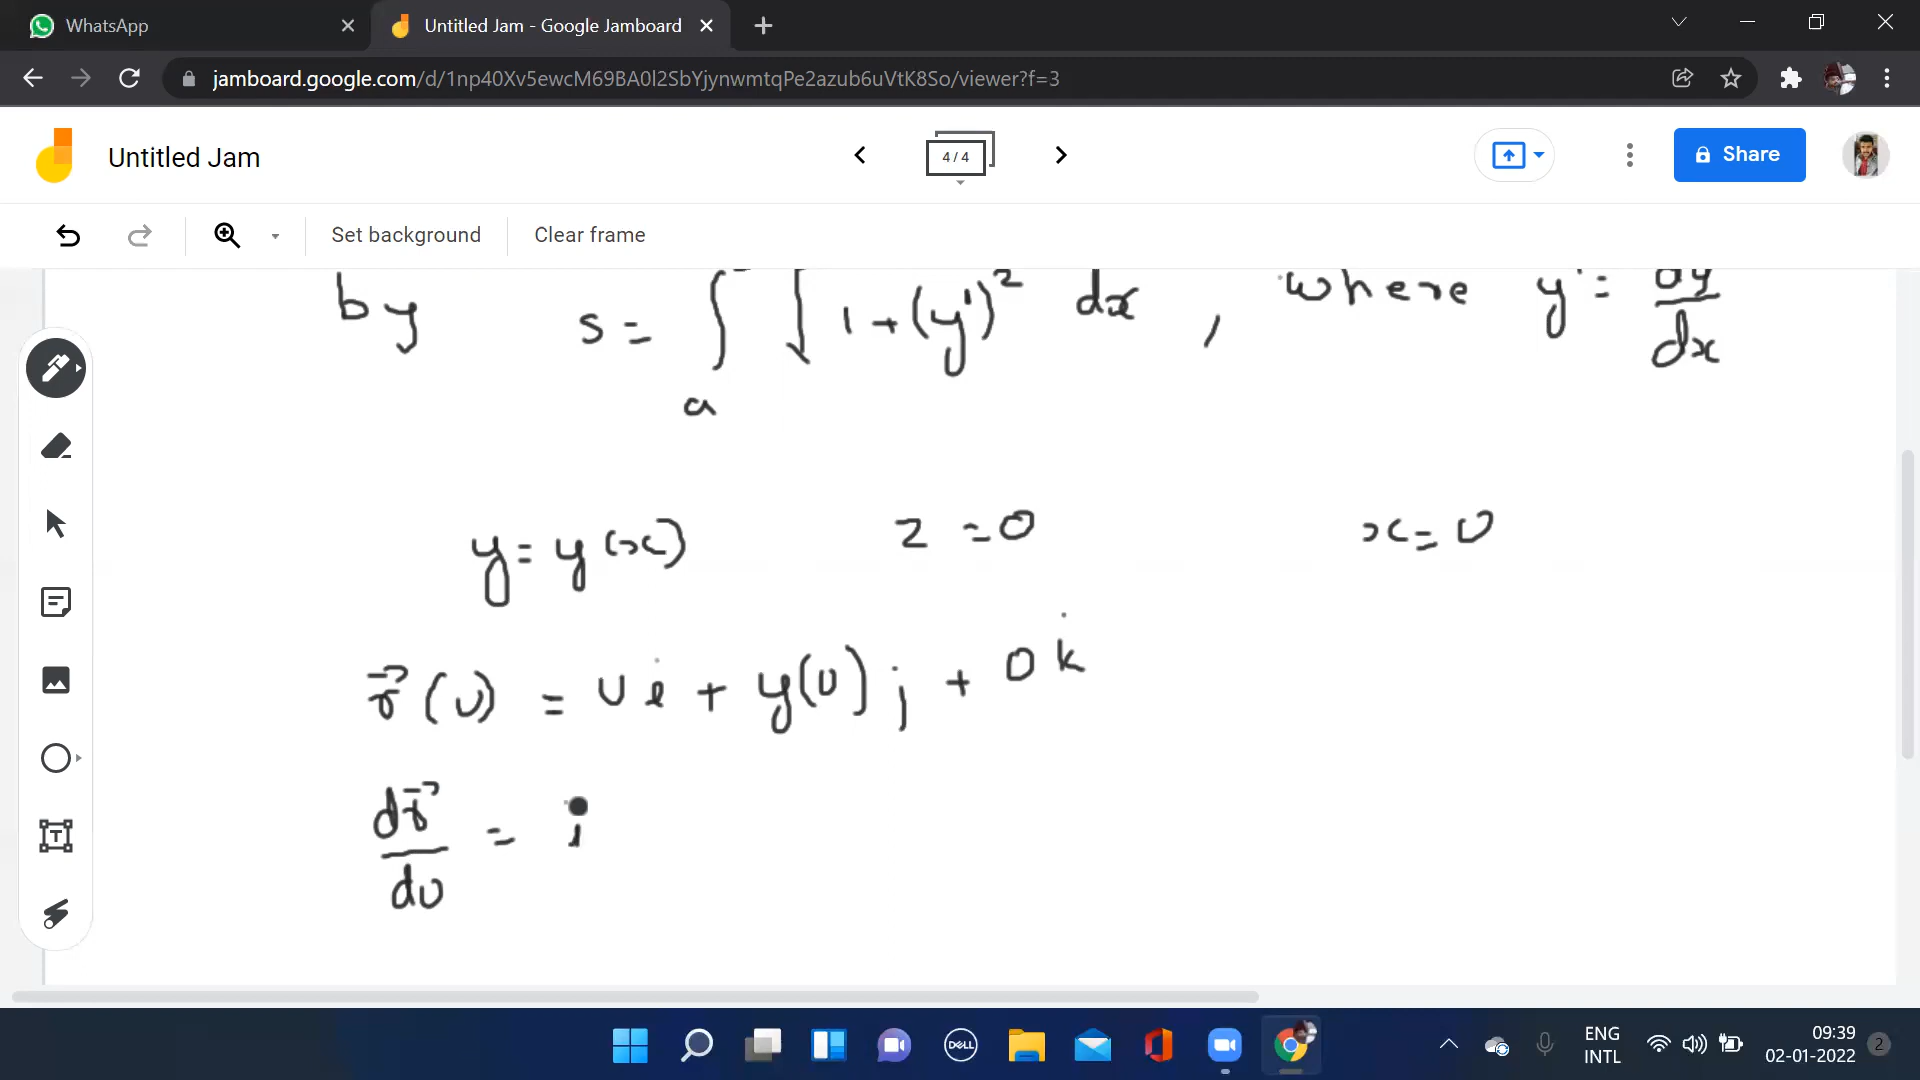 WhatsApp
Untitled Jam - Google Jamboard
jamboard.google.com/d/1np40Xv5ewcM69BA0l2SbYjynwmtqPe2azub6uVtK8So/viewer?f=3
Untitled Jam
4 / 4
Share
Set background
Clear frame
by s = ∫ √ 1 + (y')² dx , where y' = dy/dx
a
y = y(x) z = 0 x = υ
r⃗(υ) = υ i + y(υ) j + 0 k
dr⃗/dυ = i
DELL
ENG
INTL
09:39
02-01-2022
2